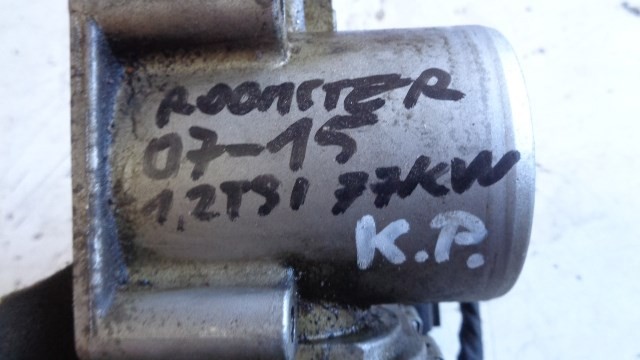 ROOMSTER
07-15
1,2TSI 77KW
K.P.